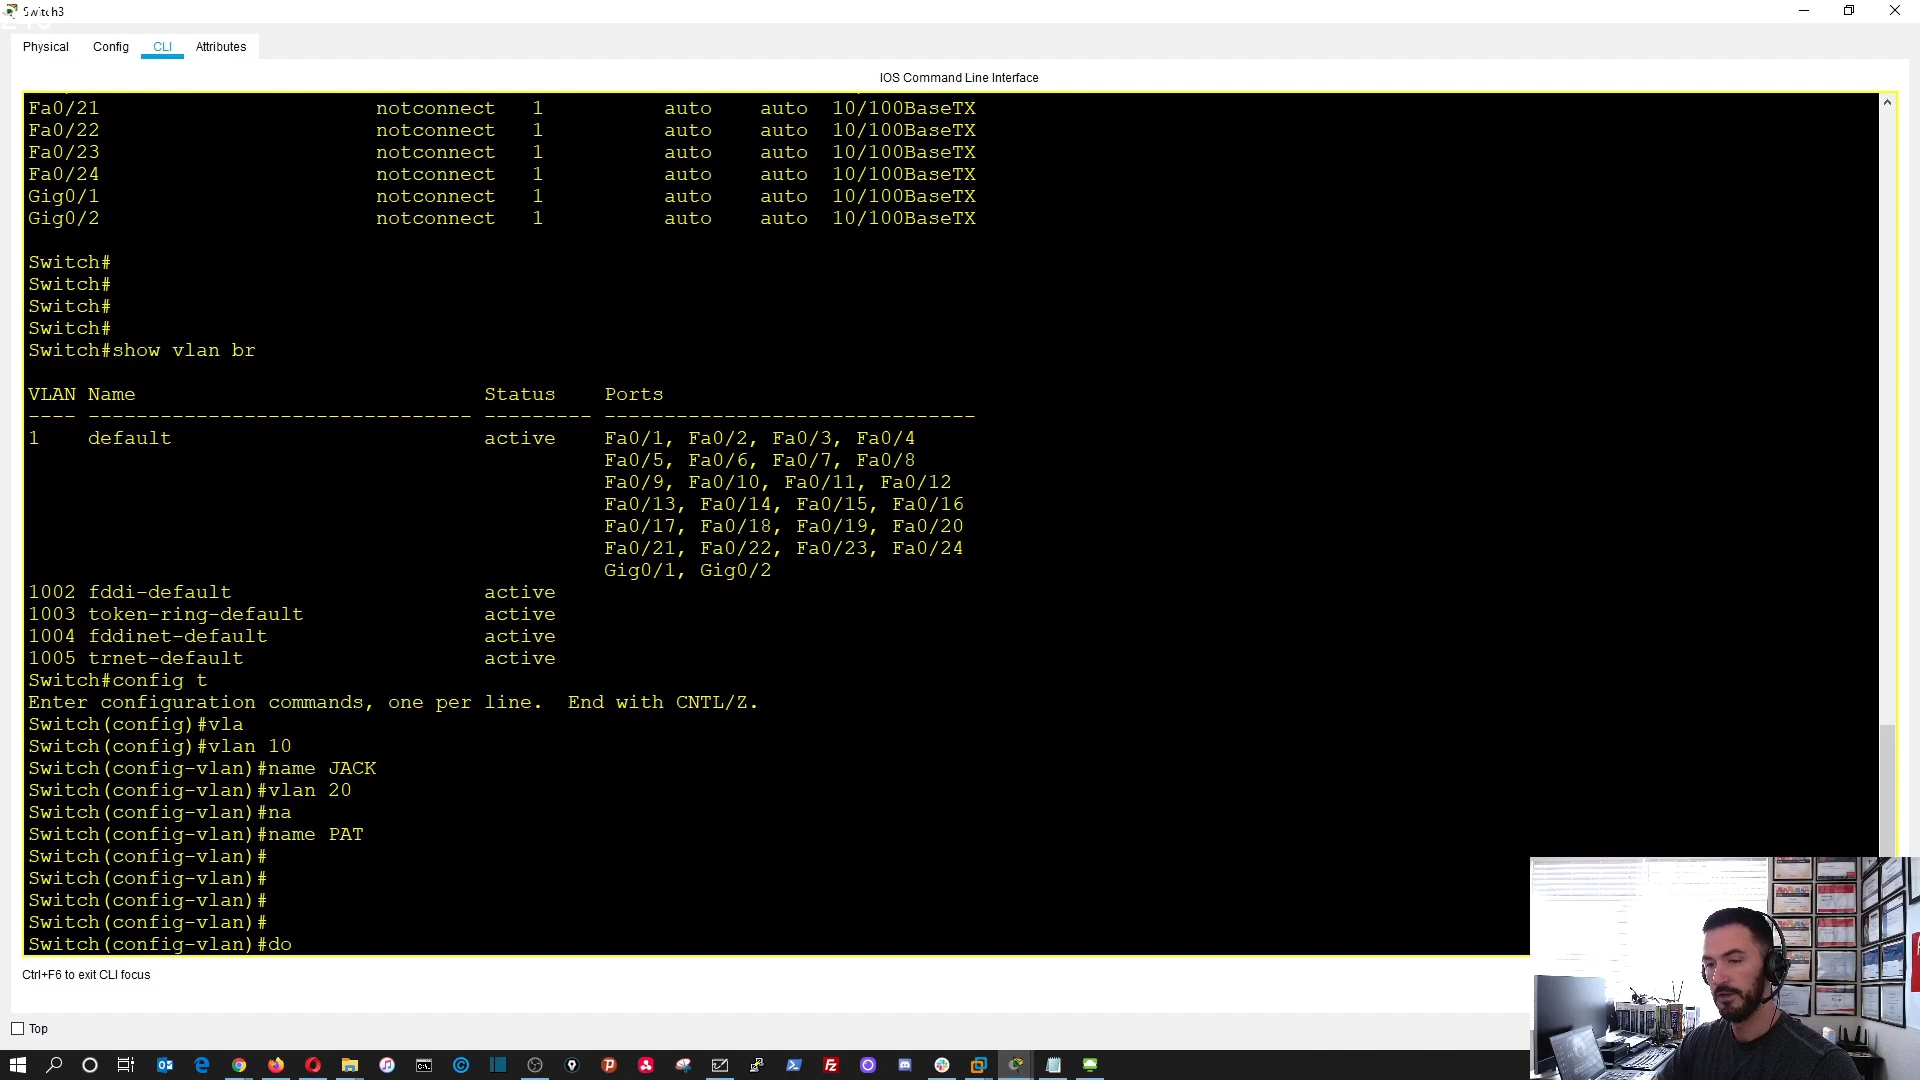 Switch3
Physical Config CLI Attributes
IOS Command Line Interface
Fa0/21 notconnect 1 auto auto 10/100BaseTX
Fa0/22 notconnect 1 auto auto 10/100BaseTX
Fa0/23 notconnect 1 auto auto 10/100BaseTX
Fa0/24 notconnect 1 auto auto 10/100BaseTX
Gig0/1 notconnect 1 auto auto 10/100BaseTX
Gig0/2 notconnect 1 auto auto 10/100BaseTX
Switch#
Switch#
Switch#
Switch#
Switch#show vlan br
VLAN Name Status Ports
---- -------------------------------- --------- -------------------------------
1 default active Fa0/1, Fa0/2, Fa0/3, Fa0/4
Fa0/5, Fa0/6, Fa0/7, Fa0/8
Fa0/9, Fa0/10, Fa0/11, Fa0/12
Fa0/13, Fa0/14, Fa0/15, Fa0/16
Fa0/17, Fa0/18, Fa0/19, Fa0/20
Fa0/21, Fa0/22, Fa0/23, Fa0/24
Gig0/1, Gig0/2
1002 fddi-default active
1003 token-ring-default active
1004 fddinet-default active
1005 trnet-default active
Switch#config t
Enter configuration commands, one per line. End with CNTL/Z.
Switch(config)#vla
Switch(config)#vlan 10
Switch(config-vlan)#name JACK
Switch(config-vlan)#vlan 20
Switch(config-vlan)#na
Switch(config-vlan)#name PAT
Switch(config-vlan)#
Switch(config-vlan)#
Switch(config-vlan)#
Switch(config-vlan)#
Switch(config-vlan)#do
Ctrl+F6 to exit CLI focus
Top